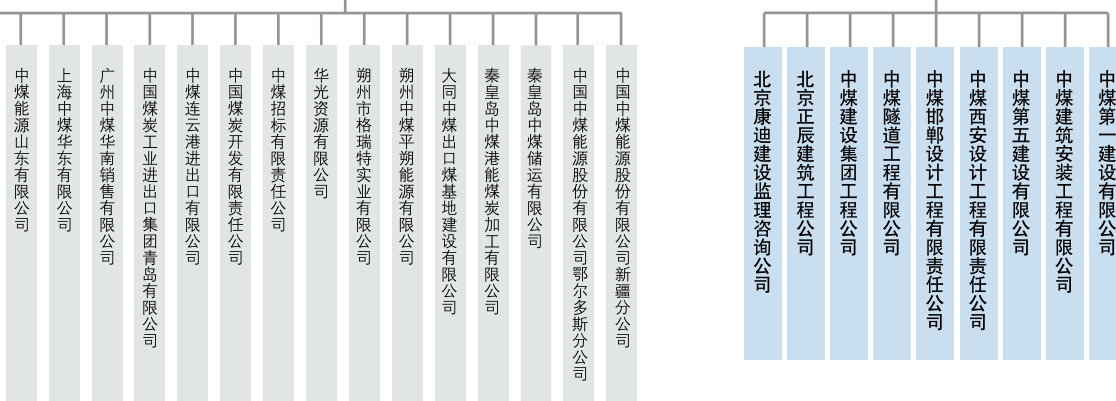 中煤能源山东有限公司
上海中煤华东有限公司
广州中煤华南销售有限公司
中国煤炭工业进出口集团青岛有限公司
中煤连云港进出口有限公司
中国煤炭开发有限责任公司
中煤招标有限责任公司
华光资源有限公司
朔州市格瑞特实业有限公司
朔州中煤平朔能源有限公司
大同中煤出口煤基地建设有限公司
秦皇岛中煤港能煤炭加工有限公司
秦皇岛中煤储运有限公司
中国中煤能源股份有限公司鄂尔多斯分公司
中国中煤能源股份有限公司新疆分公司
北京康迪建设监理咨询公司
北京正辰建筑工程公司
中煤建设集团工程公司
中煤隧道工程有限公司
中煤邯郸设计工程有限责任公司
中煤西安设计工程有限责任公司
中煤第五建设有限公司
中煤建筑安装工程有限公司
中煤第一建设有限公司